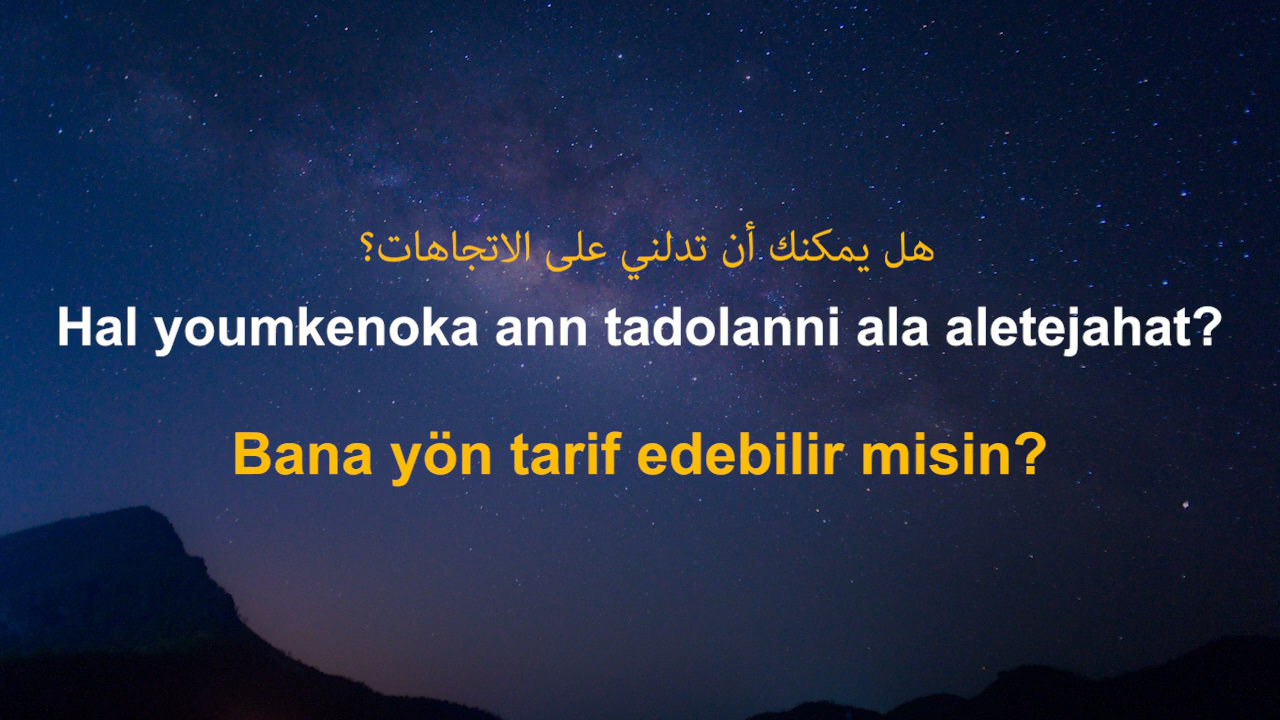 هل يمكنك أن تدلني على الاتجاهات؟
Hal youmkenoka ann tadolanni ala aletejahat?
Bana yön tarif edebilir misin?